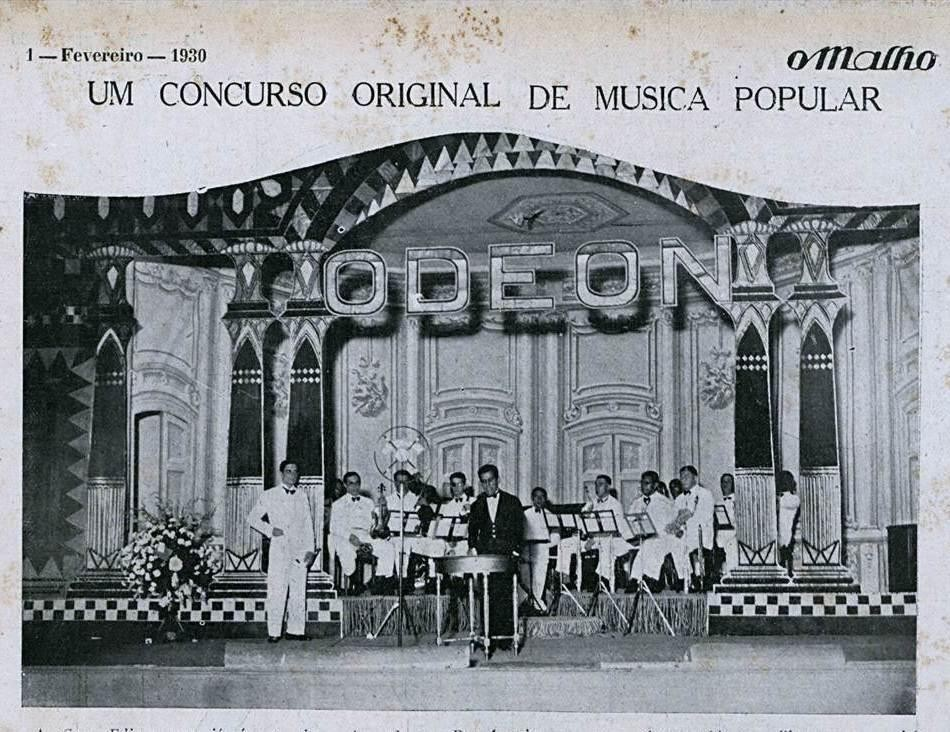 1 — Fevereiro — 1930
O Malho
UM CONCURSO ORIGINAL DE MUSICA POPULAR
ODEON